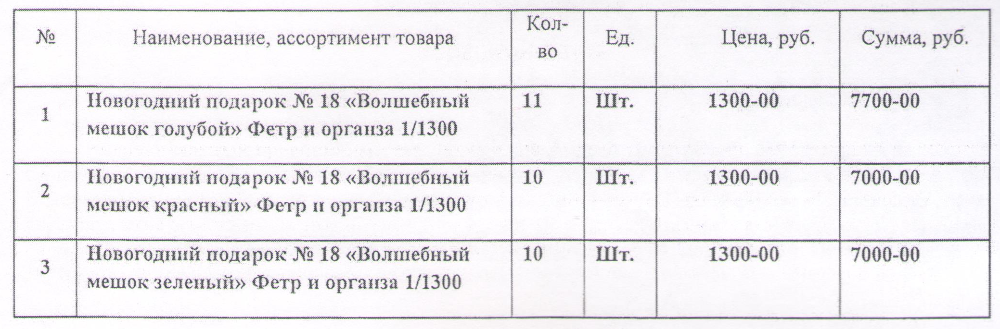 № Наименование, ассортимент товара Кол-во Ед. Цена, руб. Сумма, руб.
1 Новогодний подарок № 18 «Волшебный 11 Шт. 1300-00 7700-00
мешок голубой» Фетр и органза 1/1300
2 Новогодний подарок № 18 «Волшебный 10 Шт. 1300-00 7000-00
мешок красный» Фетр и органза 1/1300
3 Новогодний подарок № 18 «Волшебный 10 Шт. 1300-00 7000-00
мешок зеленый» Фетр и органза 1/1300